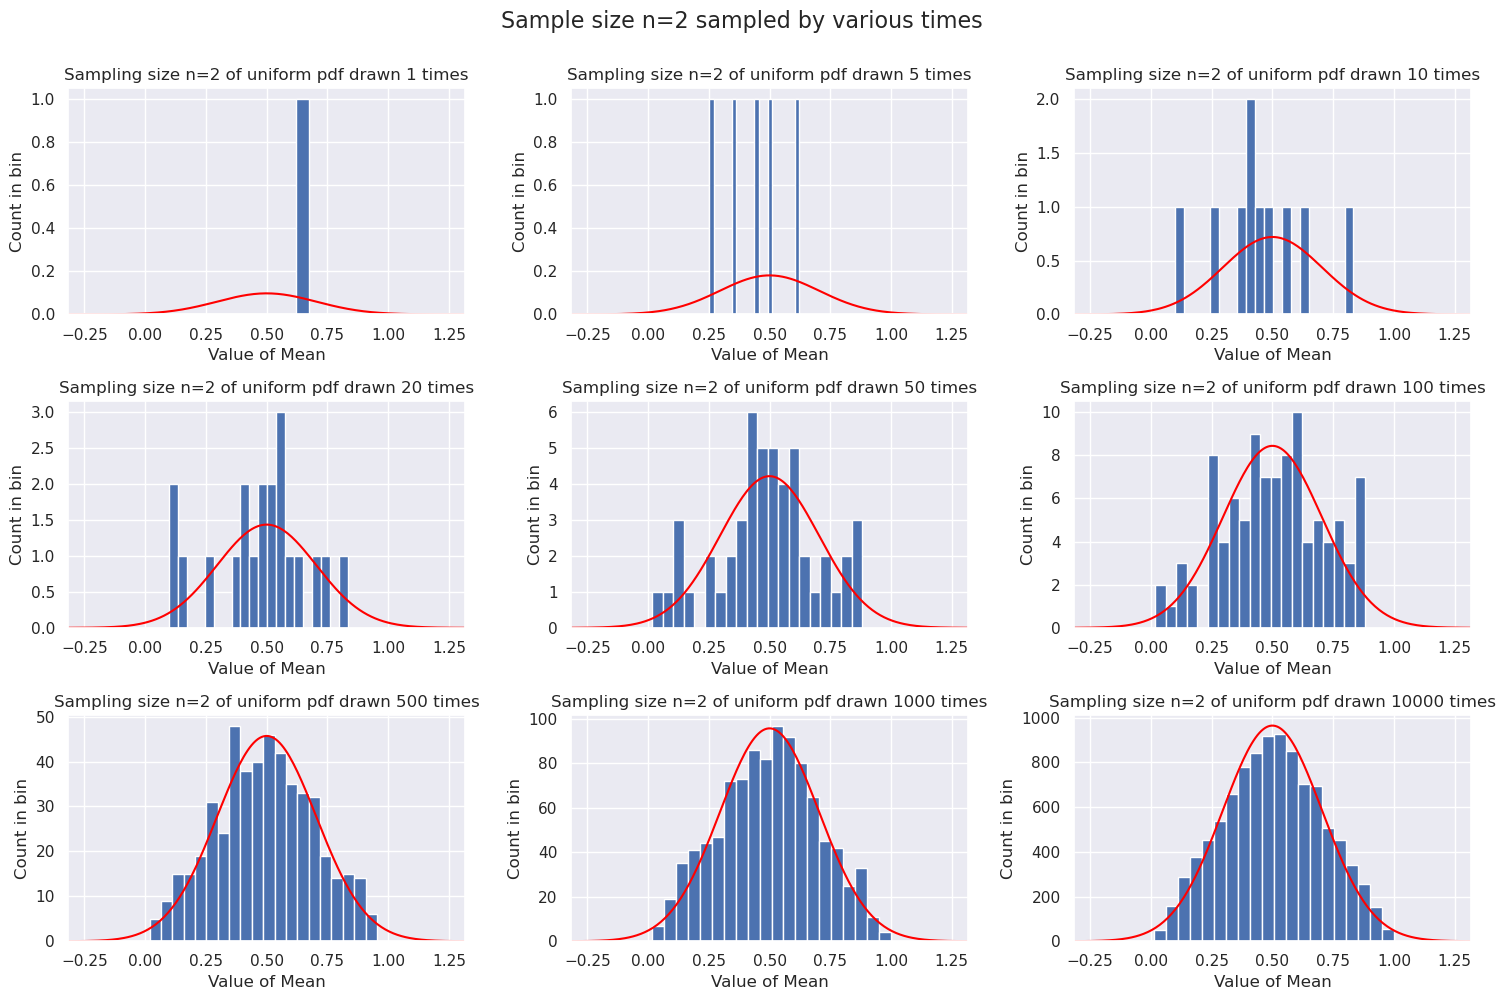 Sample size n=2 sampled by various times
Sampling size n=2 of uniform pdf drawn 1 times
1.0
0.8
0.6
0.4
0.2
0.0
Count in bin
−0.25 0.00 0.25 0.50 0.75 1.00 1.25
Value of Mean
Sampling size n=2 of uniform pdf drawn 5 times
1.0
0.8
0.6
0.4
0.2
0.0
Count in bin
−0.25 0.00 0.25 0.50 0.75 1.00 1.25
Value of Mean
Sampling size n=2 of uniform pdf drawn 10 times
2.0
1.5
1.0
0.5
0.0
Count in bin
−0.25 0.00 0.25 0.50 0.75 1.00 1.25
Value of Mean
Sampling size n=2 of uniform pdf drawn 20 times
3.0
2.5
2.0
1.5
1.0
0.5
0.0
Count in bin
−0.25 0.00 0.25 0.50 0.75 1.00 1.25
Value of Mean
Sampling size n=2 of uniform pdf drawn 50 times
6
5
4
3
2
1
0
Count in bin
−0.25 0.00 0.25 0.50 0.75 1.00 1.25
Value of Mean
Sampling size n=2 of uniform pdf drawn 100 times
10
8
6
4
2
0
Count in bin
−0.25 0.00 0.25 0.50 0.75 1.00 1.25
Value of Mean
Sampling size n=2 of uniform pdf drawn 500 times
50
40
30
20
10
0
Count in bin
−0.25 0.00 0.25 0.50 0.75 1.00 1.25
Value of Mean
Sampling size n=2 of uniform pdf drawn 1000 times
100
80
60
40
20
0
Count in bin
−0.25 0.00 0.25 0.50 0.75 1.00 1.25
Value of Mean
Sampling size n=2 of uniform pdf drawn 10000 times
1000
800
600
400
200
0
Count in bin
−0.25 0.00 0.25 0.50 0.75 1.00 1.25
Value of Mean